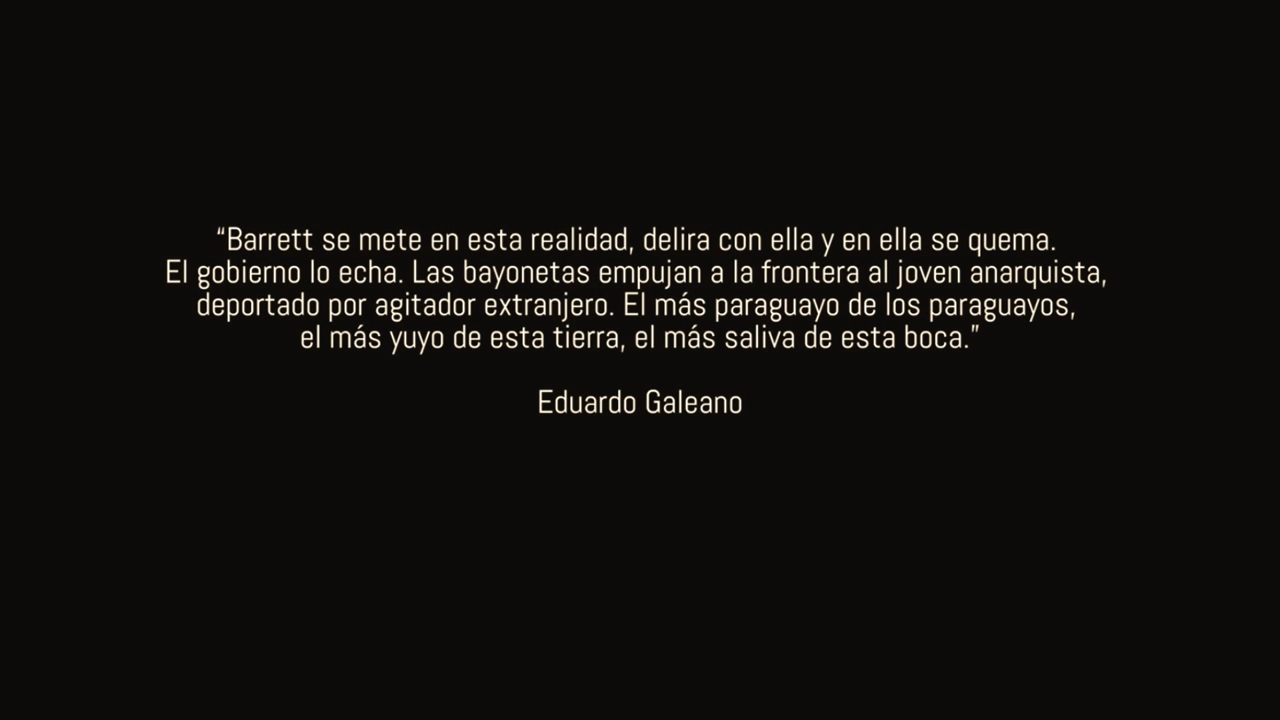 “Barrett se mete en esta realidad, delira con ella y en ella se quema.
El gobierno lo echa. Las bayonetas empujan a la frontera al joven anarquista,
deportado por agitador extranjero. El más paraguayo de los paraguayos,
el más yuyo de esta tierra, el más saliva de esta boca.”
Eduardo Galeano